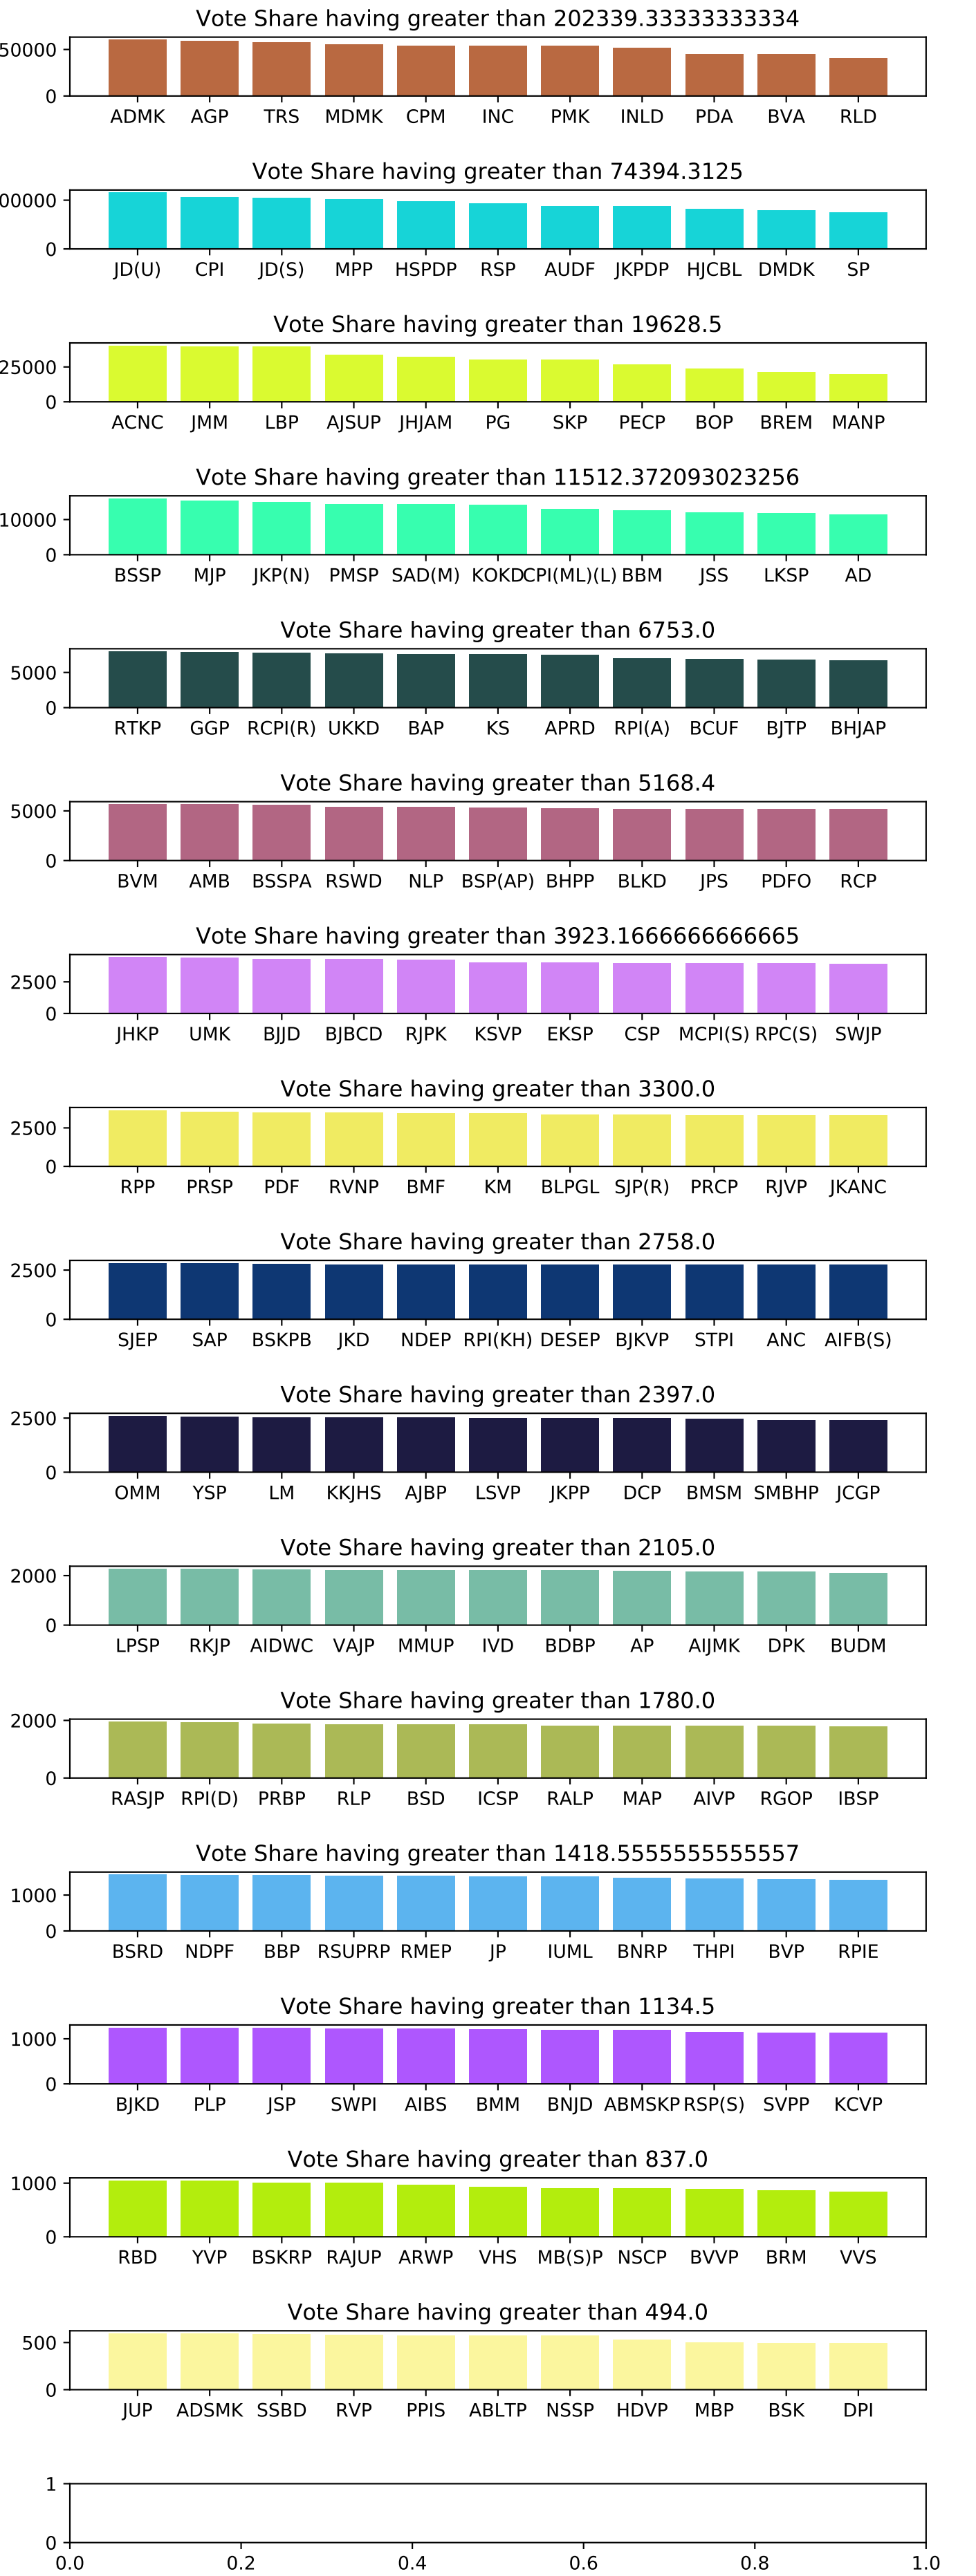 Vote Share having greater than 202339.33333333334
50000
0
ADMK AGP TRS MDMK CPM INC PMK INLD PDA BVA RLD
Vote Share having greater than 74394.3125
00000
0
JD(U) CPI JD(S) MPP HSPDP RSP AUDF JKPDP HJCBL DMDK SP
Vote Share having greater than 19628.5
25000
0
ACNC JMM LBP AJSUP JHJAM PG SKP PECP BOP BREM MANP
Vote Share having greater than 11512.372093023256
10000
0
BSSP MJP JKP(N) PMSP SAD(M) KOKD CPI(ML)(L) BBM JSS LKSP AD
Vote Share having greater than 6753.0
5000
0
RTKP GGP RCPI(R) UKKD BAP KS APRD RPI(A) BCUF BJTP BHJAP
Vote Share having greater than 5168.4
5000
0
BVM AMB BSSPA RSWD NLP BSP(AP) BHPP BLKD JPS PDFO RCP
Vote Share having greater than 3923.1666666666665
2500
0
JHKP UMK BJJD BJBCD RJPK KSVP EKSP CSP MCPI(S) RPC(S) SWJP
Vote Share having greater than 3300.0
2500
0
RPP PRSP PDF RVNP BMF KM BLPGL SJP(R) PRCP RJVP JKANC
Vote Share having greater than 2758.0
2500
0
SJEP SAP BSKPB JKD NDEP RPI(KH) DESEP BJKVP STPI ANC AIFB(S)
Vote Share having greater than 2397.0
2500
0
OMM YSP LM KKJHS AJBP LSVP JKPP DCP BMSM SMBHP JCGP
Vote Share having greater than 2105.0
2000
0
LPSP RKJP AIDWC VAJP MMUP IVD BDBP AP AIJMK DPK BUDM
Vote Share having greater than 1780.0
2000
0
RASJP RPI(D) PRBP RLP BSD ICSP RALP MAP AIVP RGOP IBSP
Vote Share having greater than 1418.5555555555557
1000
0
BSRD NDPF BBP RSUPRP RMEP JP IUML BNRP THPI BVP RPIE
Vote Share having greater than 1134.5
1000
0
BJKD PLP JSP SWPI AIBS BMM BNJD ABMSKP RSP(S) SVPP KCVP
Vote Share having greater than 837.0
1000
0
RBD YVP BSKRP RAJUP ARWP VHS MB(S)P NSCP BVVP BRM VVS
Vote Share having greater than 494.0
500
0
JUP ADSMK SSBD RVP PPIS ABLTP NSSP HDVP MBP BSK DPI
1
0
0.0 0.2 0.4 0.6 0.8 1.0